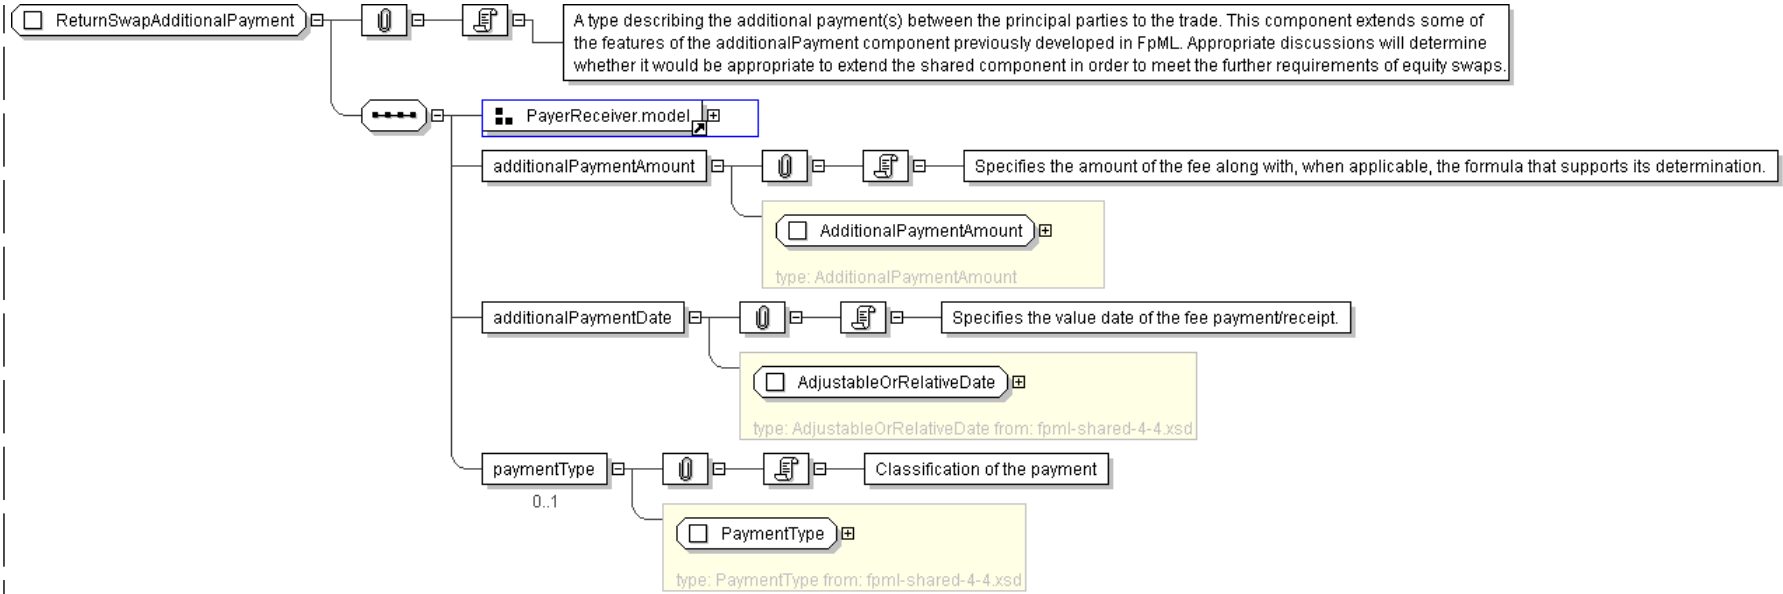 ReturnSwapAdditionalPayment
A type describing the additional payment(s) between the principal parties to the trade. This component extends some of
the features of the additionalPayment component previously developed in FpML. Appropriate discussions will determine
whether it would be appropriate to extend the shared component in order to meet the further requirements of equity swaps.
PayerReceiver.model
additionalPaymentAmount
Specifies the amount of the fee along with, when applicable, the formula that supports its determination.
AdditionalPaymentAmount
type: AdditionalPaymentAmount
additionalPaymentDate
Specifies the value date of the fee payment/receipt.
AdjustableOrRelativeDate
type: AdjustableOrRelativeDate from: fpml-shared-4-4.xsd
paymentType
Classification of the payment
0..1
PaymentType
type: PaymentType from: fpml-shared-4-4.xsd